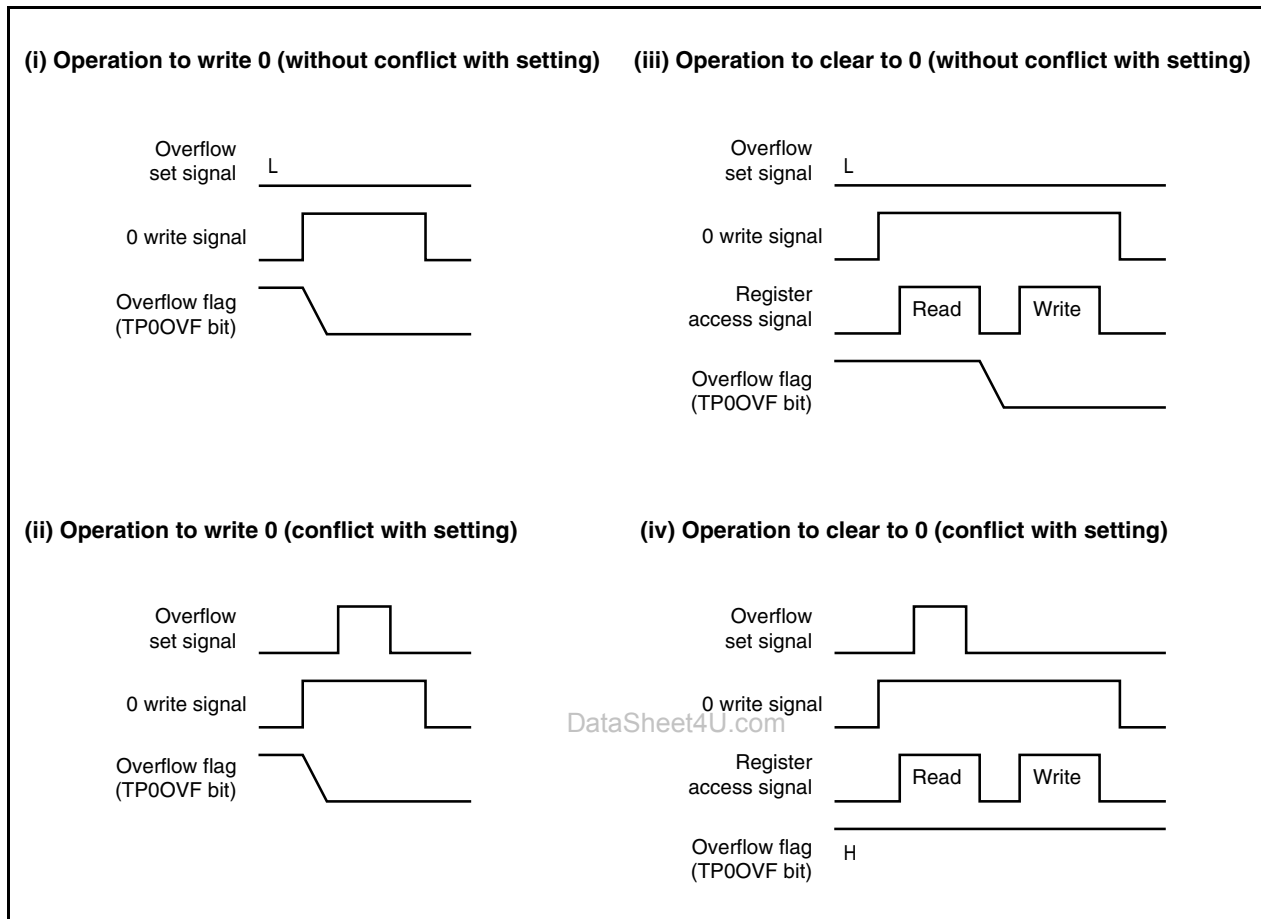 (i) Operation to write 0 (without conflict with setting)
Overflow
set signal
L
0 write signal
Overflow flag
(TP0OVF bit)
(iii) Operation to clear to 0 (without conflict with setting)
Overflow
set signal
L
0 write signal
Register
access signal
Read
Write
Overflow flag
(TP0OVF bit)
(ii) Operation to write 0 (conflict with setting)
Overflow
set signal
0 write signal
Overflow flag
(TP0OVF bit)
(iv) Operation to clear to 0 (conflict with setting)
Overflow
set signal
0 write signal
DataSheet4U.com
Register
access signal
Read
Write
Overflow flag
(TP0OVF bit)
H